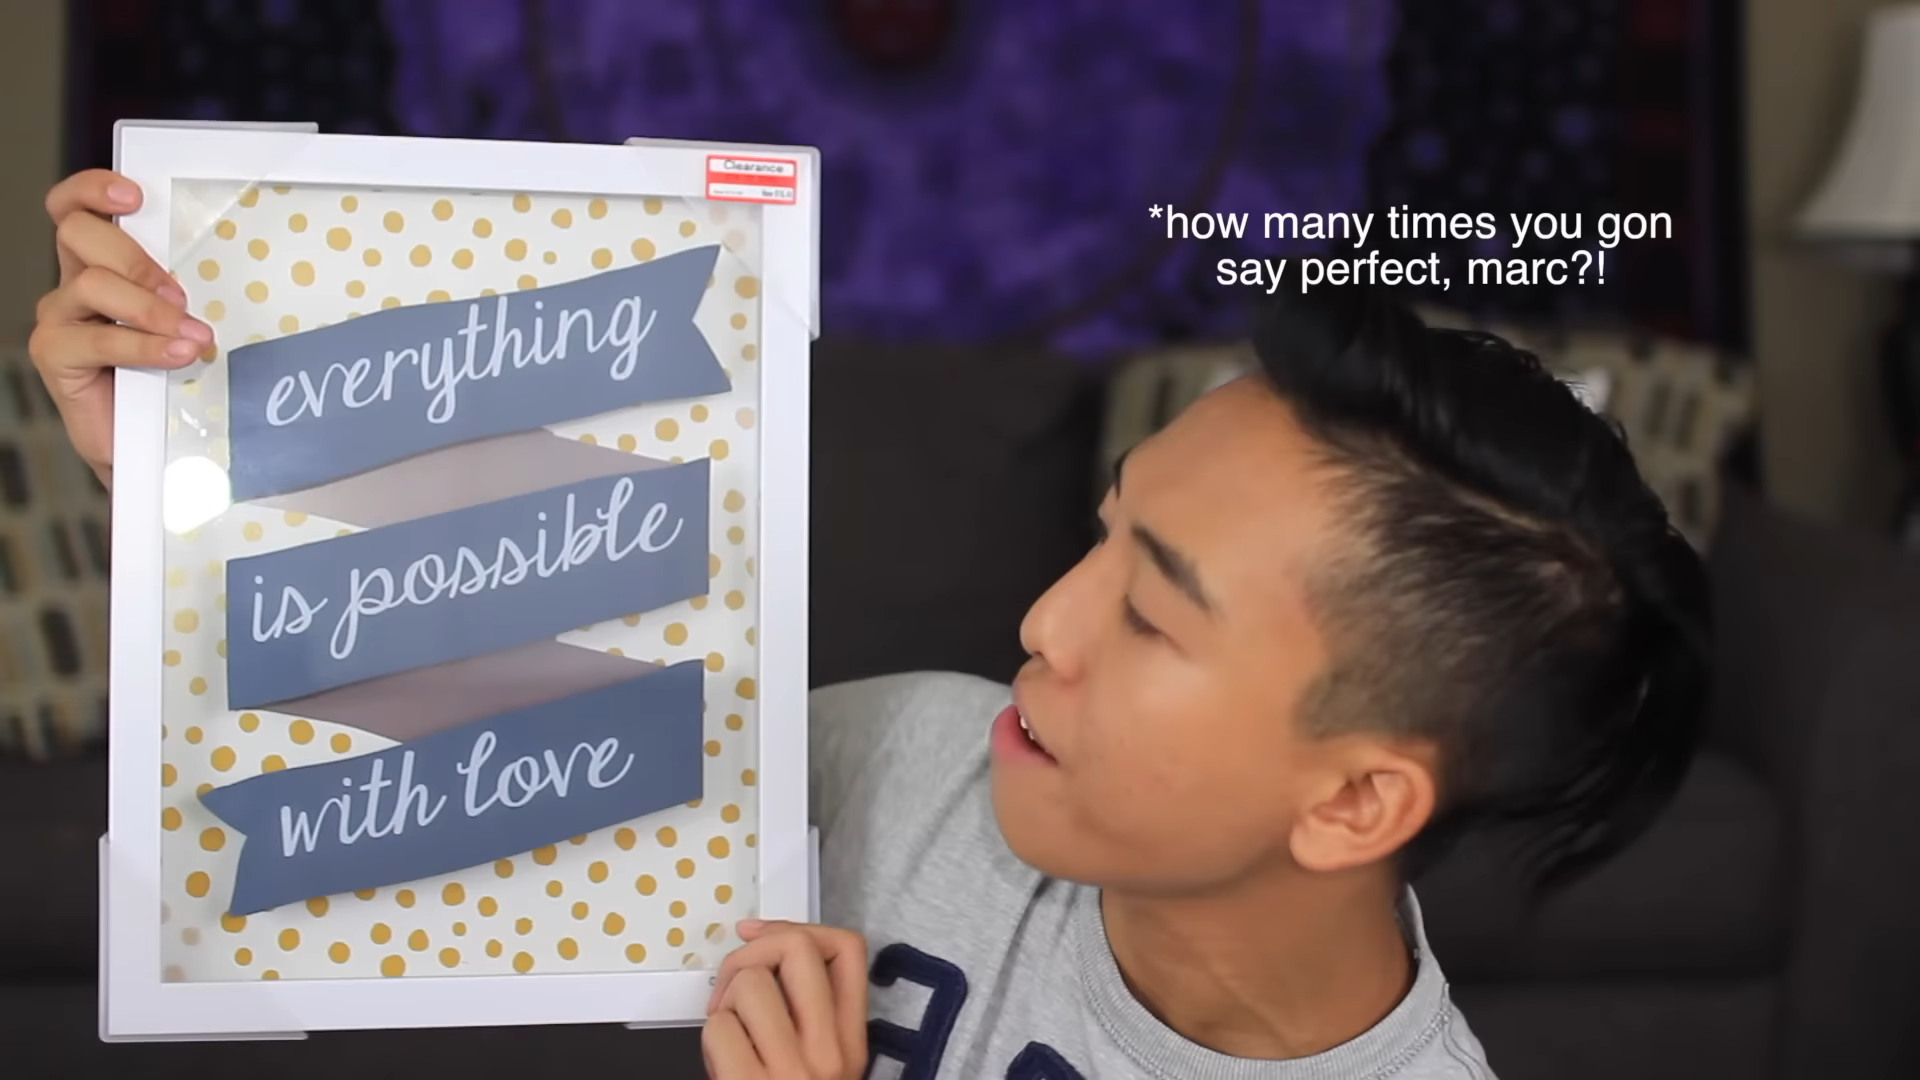 Clearance
everything
is possible
with love
*how many times you gon
say perfect, marc?!